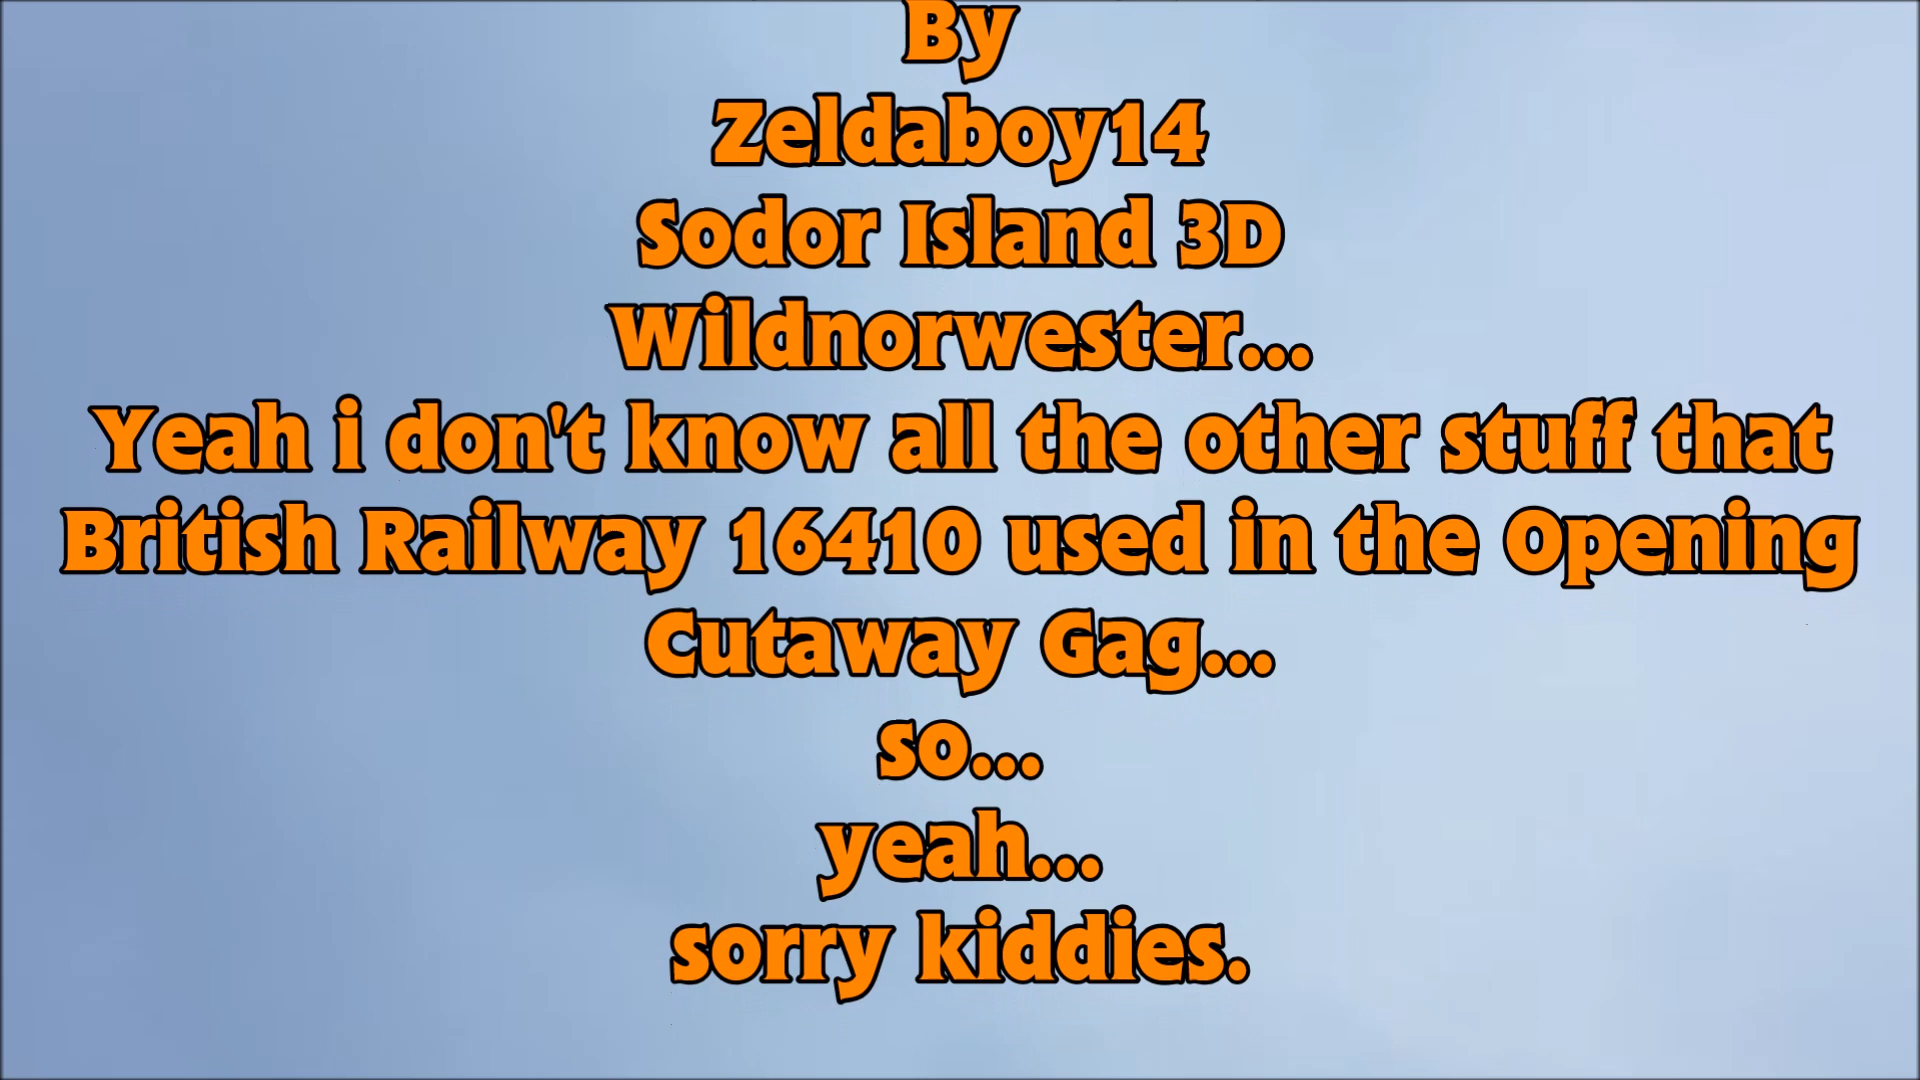 By
Zeldaboy14
Sodor Island 3D
Wildnorwester...
Yeah i don't know all the other stuff that
British Railway 16410 used in the Opening
Cutaway Gag...
so...
yeah...
sorry kiddies.